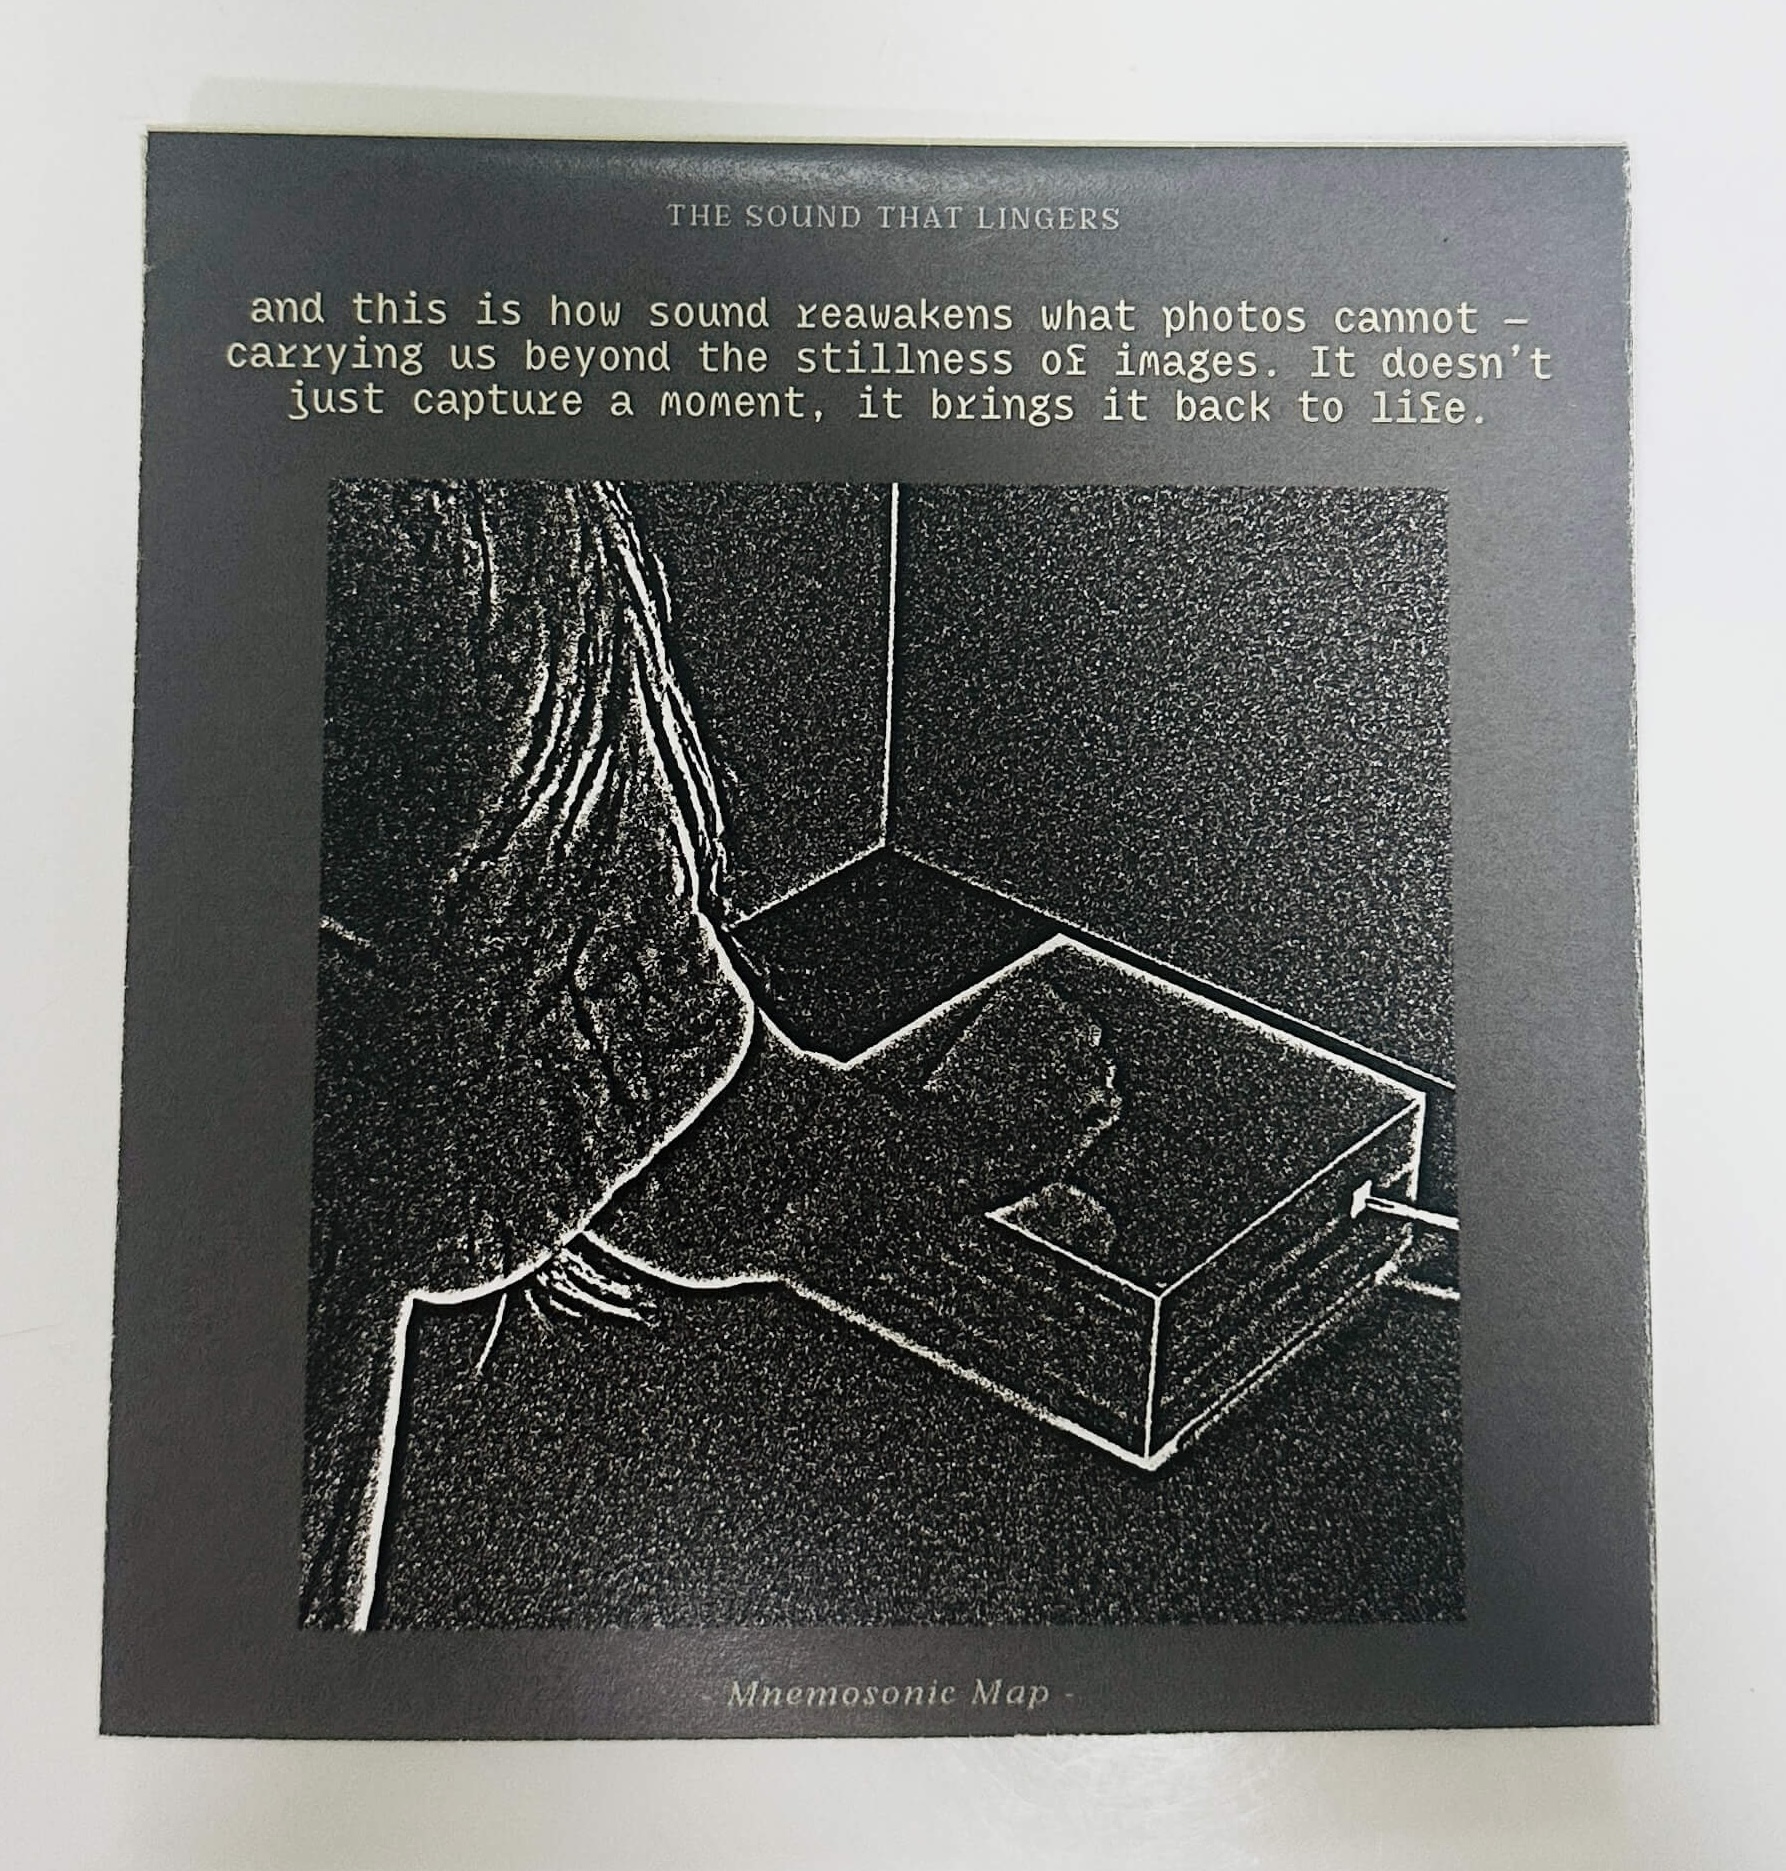 THE SOUND THAT LINGERS
and this is how sound reawakens what photos cannot –
carrying us beyond the stillness of images. It doesn't
just capture a moment, it brings it back to life.
- Mnemosonic Map -